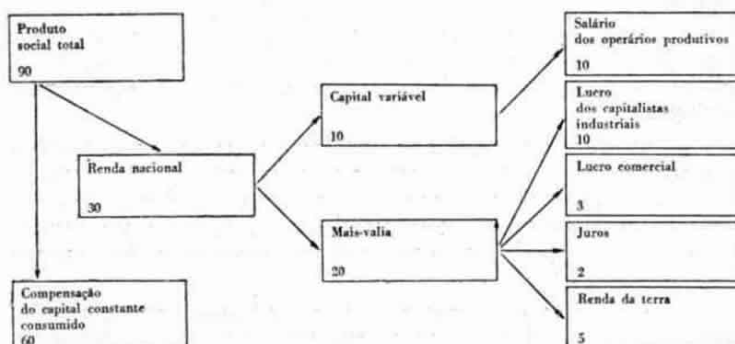 Produto
social total
90
Renda nacional
30
Compensação
do capital constante
consumido
60
Capital variável
10
Mais-valia
20
Salário
dos operários produtivos
10
Lucro
dos capitalistas
industriais
10
Lucro comercial
3
Juros
2
Renda da terra
5